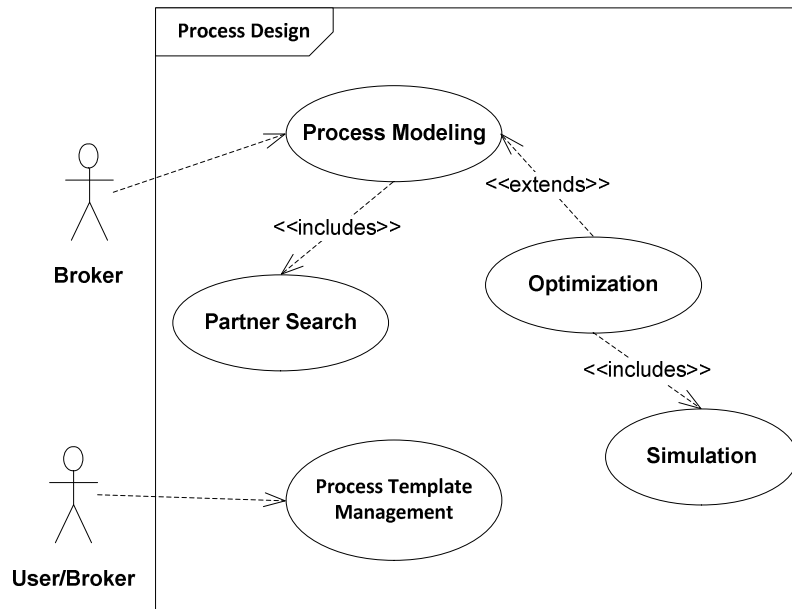 Process Design
Process Modeling
<<extends>>
<<includes>>
Broker
Optimization
Partner Search
<<includes>>
Simulation
Process Template
Management
User/Broker